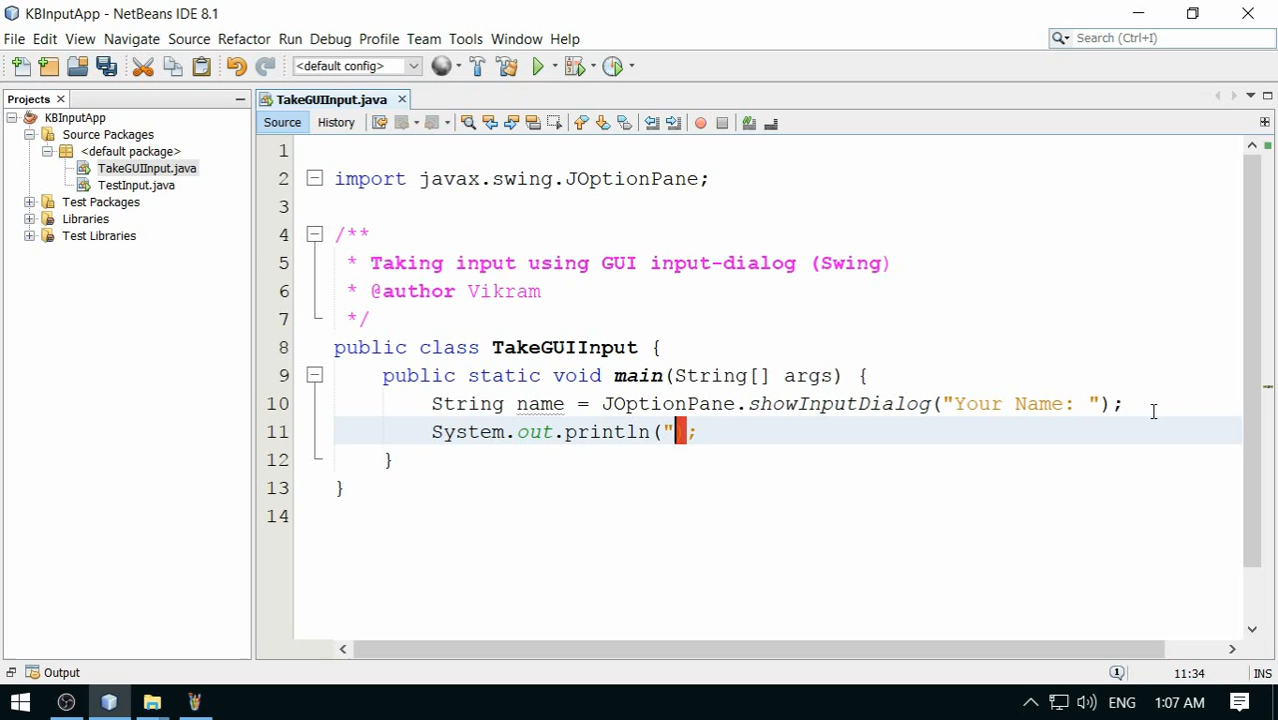 KBInputApp - NetBeans IDE 8.1
File Edit View Navigate Source Refactor Run Debug Profile Team Tools Window Help
Search (Ctrl+I)
<default config>
Projects
TakeGUIInput.java
KBInputApp
Source Packages
<default package>
TakeGUIInput.java
TestInput.java
Test Packages
Libraries
Test Libraries
Source History
1
2 import javax.swing.JOptionPane;
3
4 /**
5 * Taking input using GUI input-dialog (Swing)
6 * @author Vikram
7 */
8 public class TakeGUIInput {
9 public static void main(String[] args) {
10 String name = JOptionPane.showInputDialog("Your Name: ");
11 System.out.println(");
12 }
13 }
14
Output
11:34 INS
ENG 1:07 AM